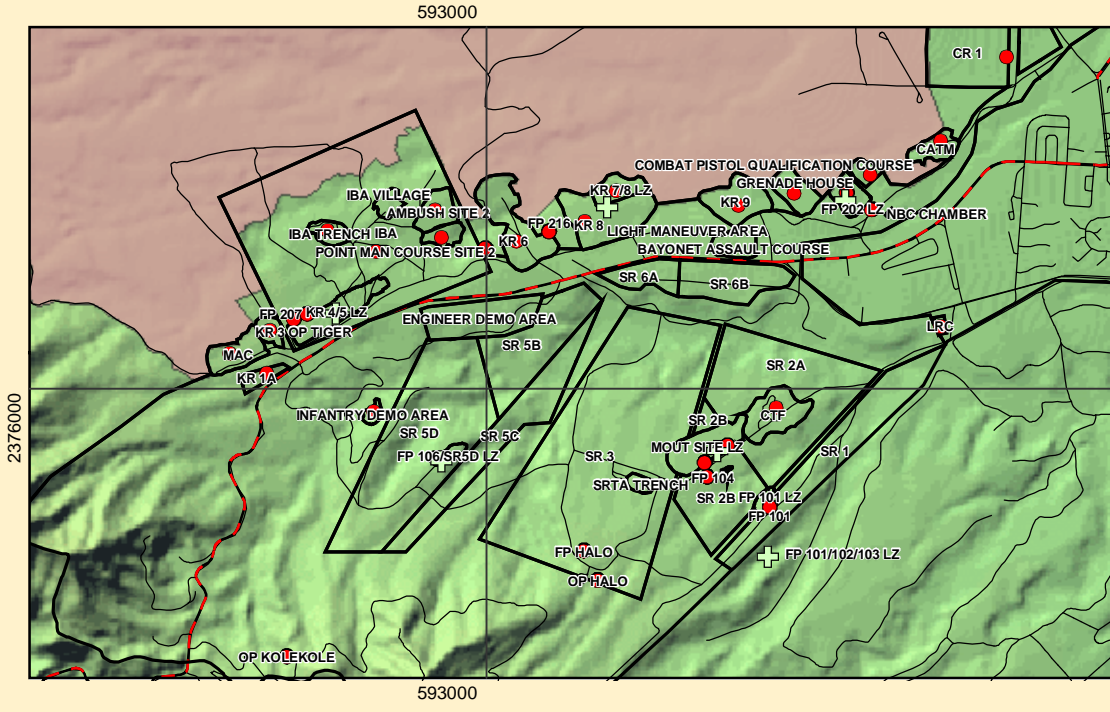 593000
CR 1
CATM
COMBAT PISTOL QUALIFICATION COURSE
GRENADE HOUSE
KR 7/8 LZ
IBA VILLAGE
KR 9
AMBUSH SITE 2
FP 202 LZ
NBC CHAMBER
FP 216
KR 8
LIGHT MANEUVER AREA
IBA TRENCH
IBA
KR 6
POINT MAN COURSE SITE 2
BAYONET ASSAULT COURSE
SR 6A
SR 6B
FP 207
KR 4/5 LZ
ENGINEER DEMO AREA
LRC
KR 3
OP TIGER
SR 5B
MAC
SR 2A
KR 1A
2376000
INFANTRY DEMO AREA
CTF
SR 2B
SR 5D
SR 5C
MOUT SITE LZ
SR 1
FP 106/SR5D LZ
SR 3
FP 104
SRTA TRENCH
SR 2B
FP 101 LZ
FP 101
FP HALO
FP 101/102/103 LZ
OP HALO
OP KOLEKOLE
593000